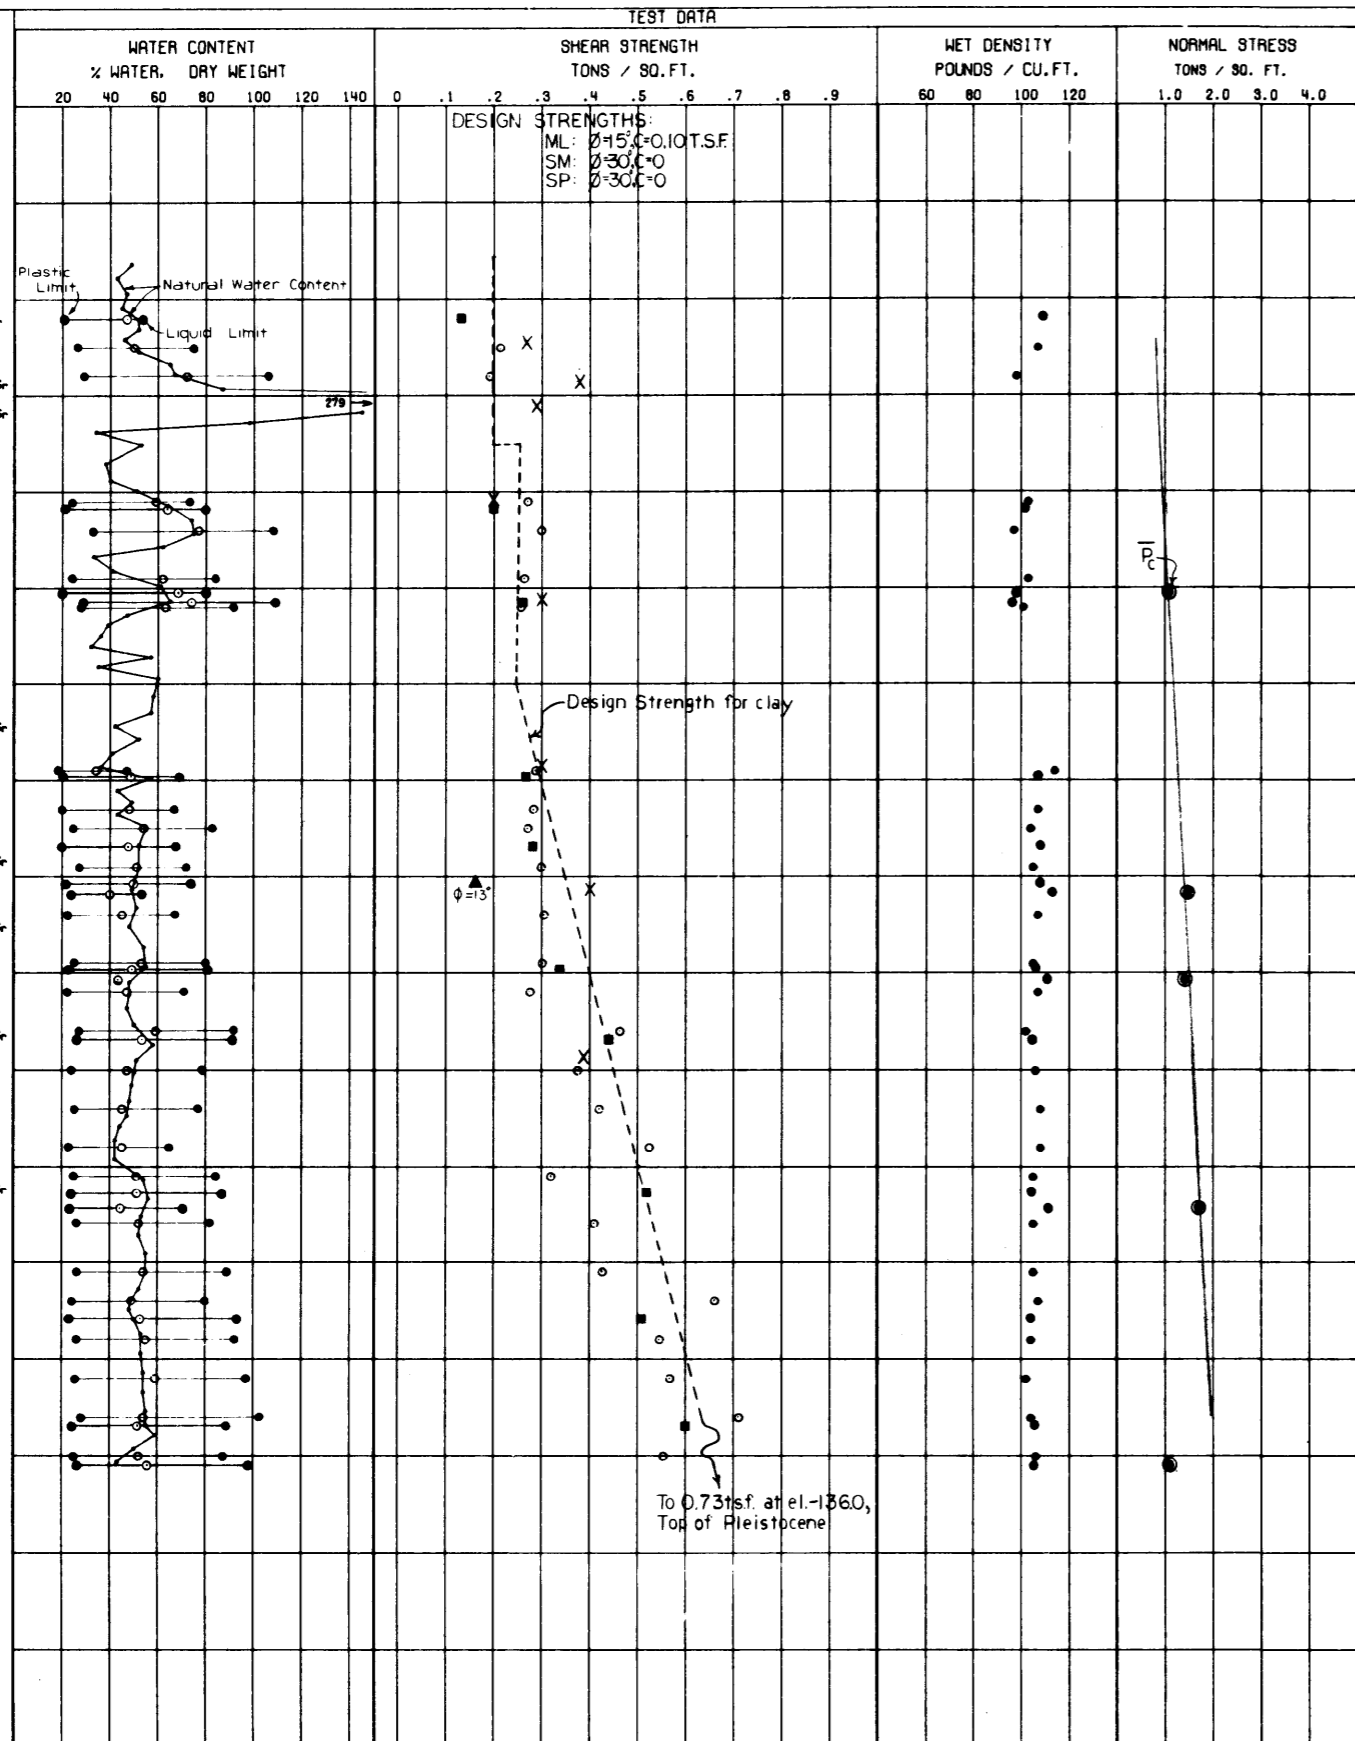 TEST DATA
WATER CONTENT
% WATER, DRY WEIGHT
SHEAR STRENGTH
TONS / SQ.FT.
WET DENSITY
POUNDS / CU.FT.
NORMAL STRESS
TONS / SQ. FT.
20 40 60 80 100 120 140 0 .1 .2 .3 .4 .5 .6 .7 .8 .9 60 80 100 120 1.0 2.0 3.0 4.0
DESIGN STRENGTHS:
ML: Ø=15°,C=0.10 T.S.F.
SM: Ø=30°,C=0
SP: Ø=30°,C=0
Plastic
Limit
Natural Water Content
Liquid Limit
279
P̅c
Design Strength for clay
ϕ=13°
To 0.73 t.s.f. at el.-136.0,
Top of Pleistocene